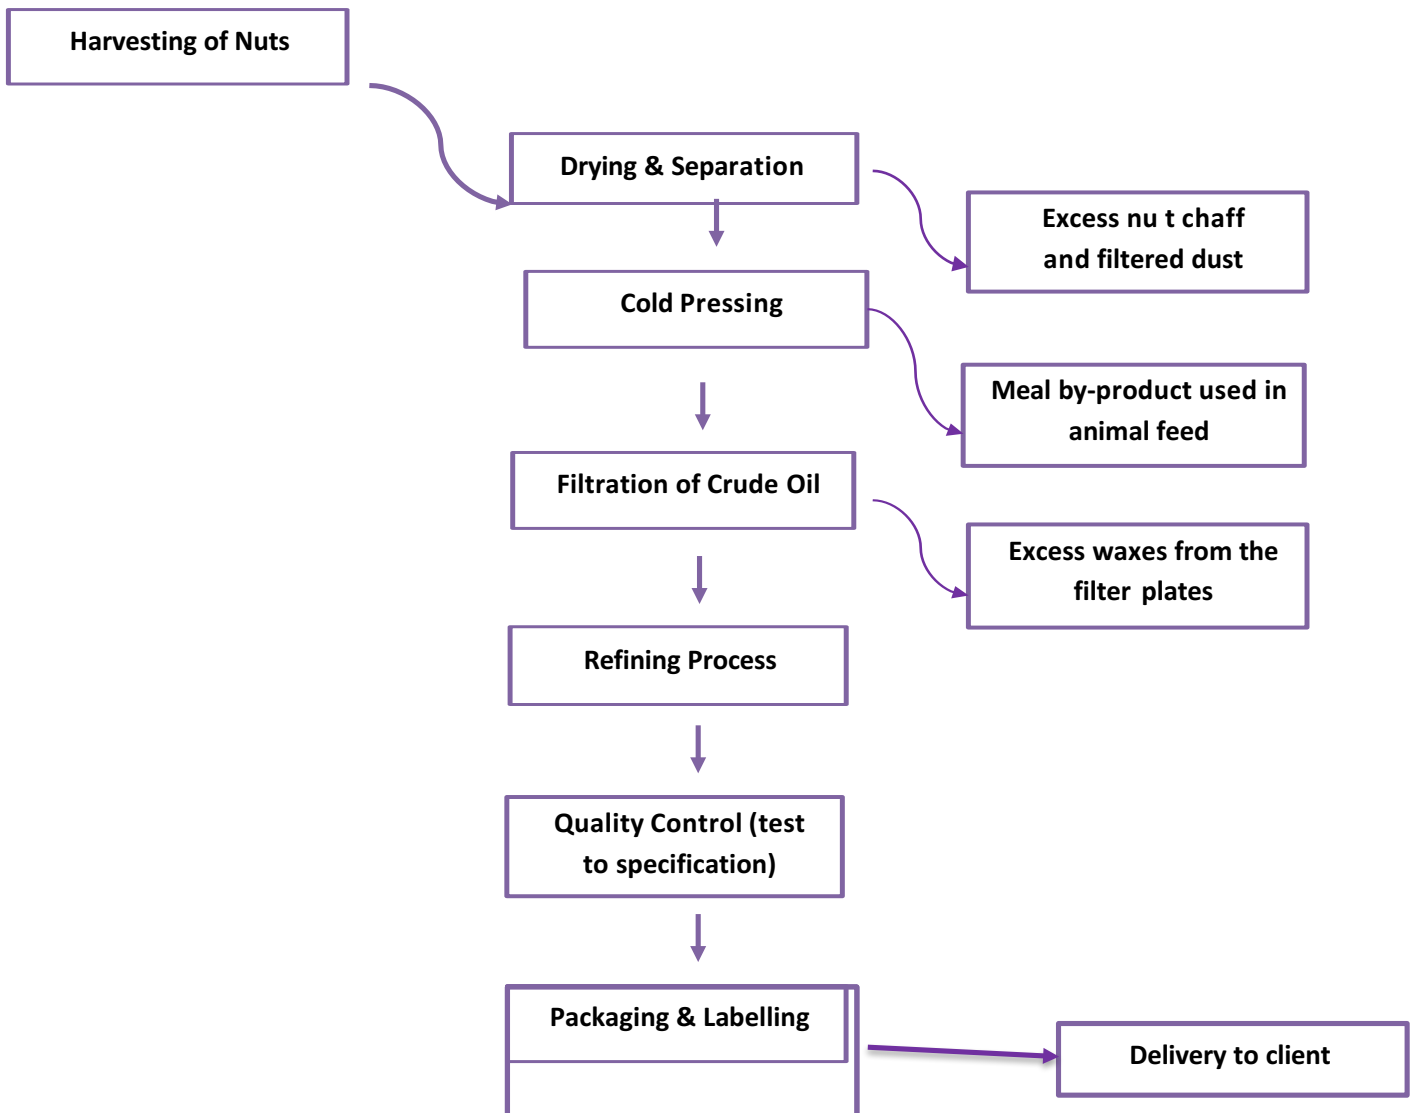 Harvesting of Nuts
Drying & Separation
Excess nu t chaff
and filtered dust
Cold Pressing
Meal by-product used in
animal feed
Filtration of Crude Oil
Excess waxes from the
filter plates
Refining Process
Quality Control (test
to specification)
Packaging & Labelling
Delivery to client